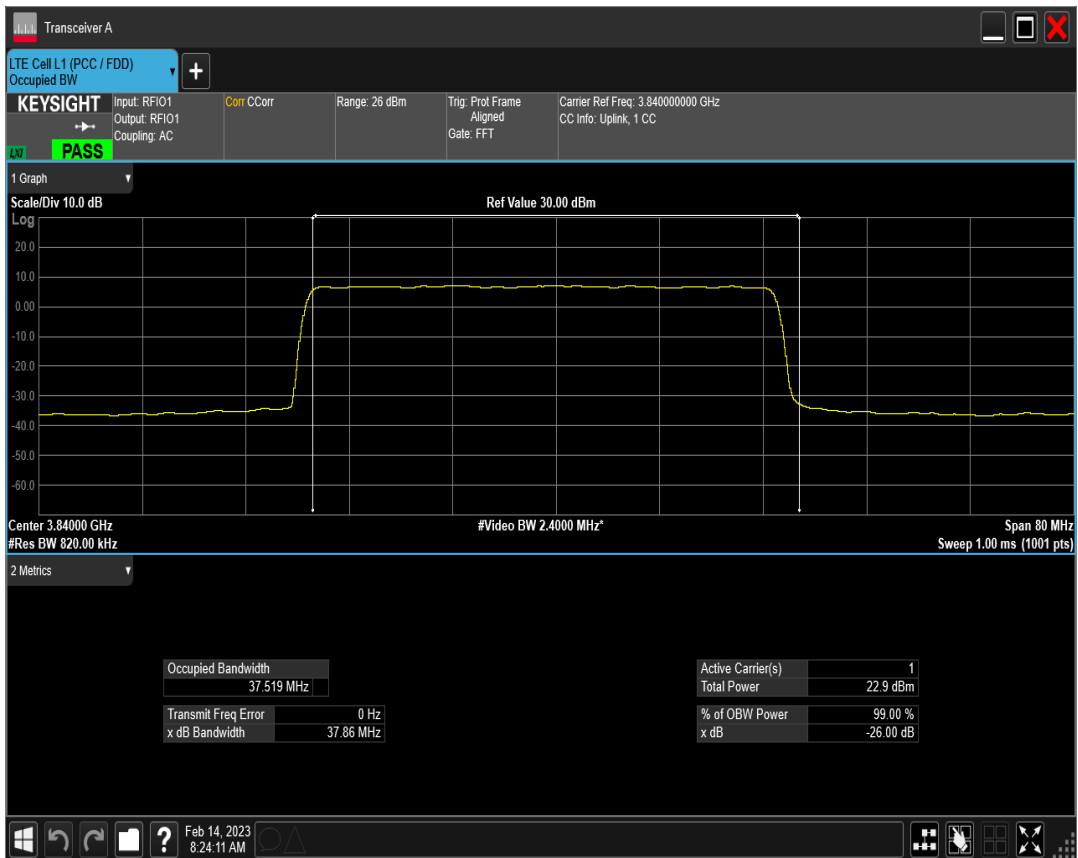 Transceiver A
LTE Cell L1 (PCC / FDD)
Occupied BW
+
KEYSIGHT
LXI
PASS
Input: RFIO1
Output: RFIO1
Coupling: AC
Corr CCorr
Range: 26 dBm
Trig: Prot Frame
Aligned
Gate: FFT
Carrier Ref Freq: 3.840000000 GHz
CC Info: Uplink, 1 CC
1 Graph
Scale/Div 10.0 dB
Ref Value 30.00 dBm
Log
20.0
10.0
0.00
-10.0
-20.0
-30.0
-40.0
-50.0
-60.0
Center 3.84000 GHz
#Video BW 2.4000 MHz*
Span 80 MHz
#Res BW 820.00 kHz
Sweep 1.00 ms (1001 pts)
2 Metrics
Occupied Bandwidth
37.519 MHz
Transmit Freq Error 0 Hz
x dB Bandwidth 37.86 MHz
Active Carrier(s) 1
Total Power 22.9 dBm
% of OBW Power 99.00 %
x dB -26.00 dB
?
Feb 14, 2023
8:24:11 AM